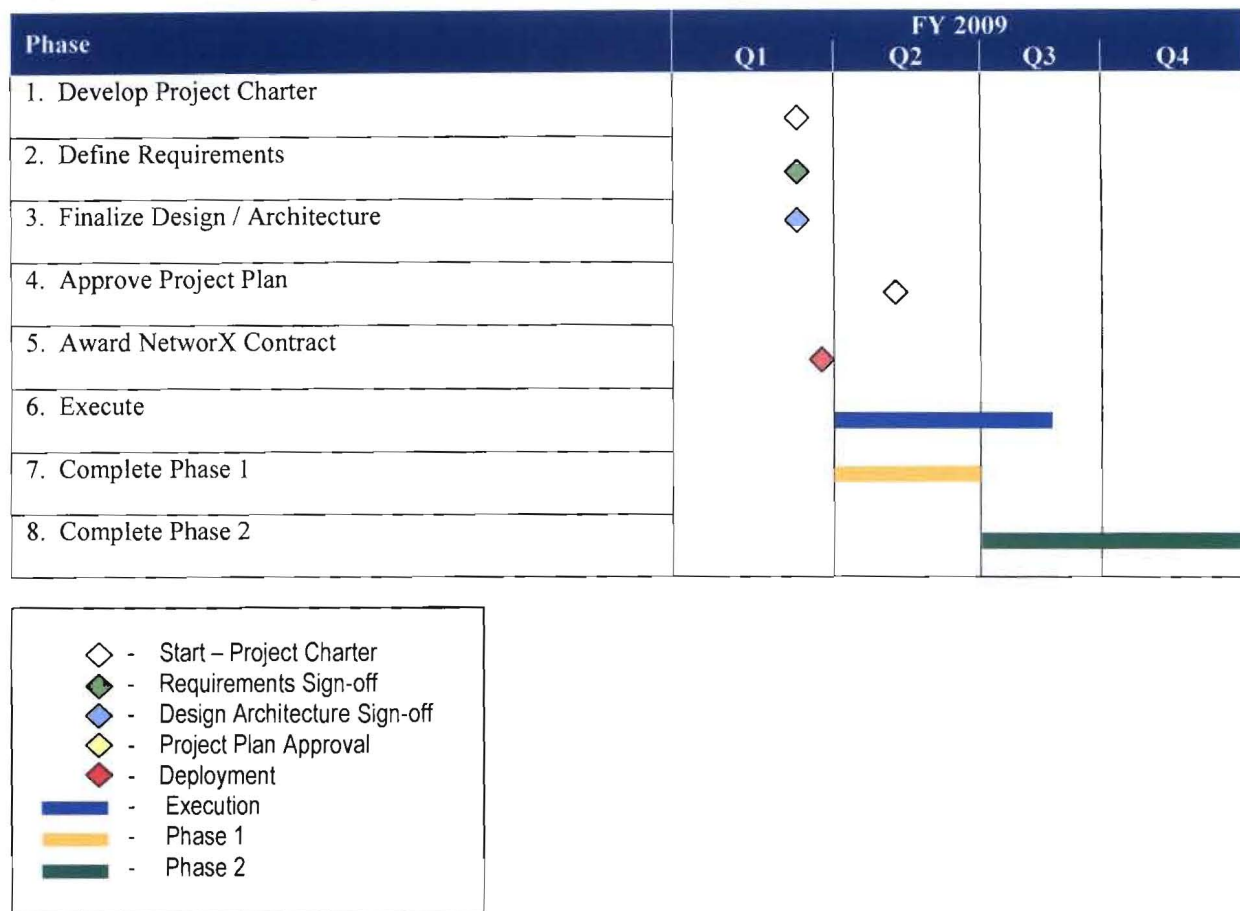 Phase
FY 2009
Q1 Q2 Q3 Q4
1. Develop Project Charter
2. Define Requirements
3. Finalize Design / Architecture
4. Approve Project Plan
5. Award NetworX Contract
6. Execute
7. Complete Phase 1
8. Complete Phase 2
- Start – Project Charter
- Requirements Sign-off
- Design Architecture Sign-off
- Project Plan Approval
- Deployment
- Execution
- Phase 1
- Phase 2